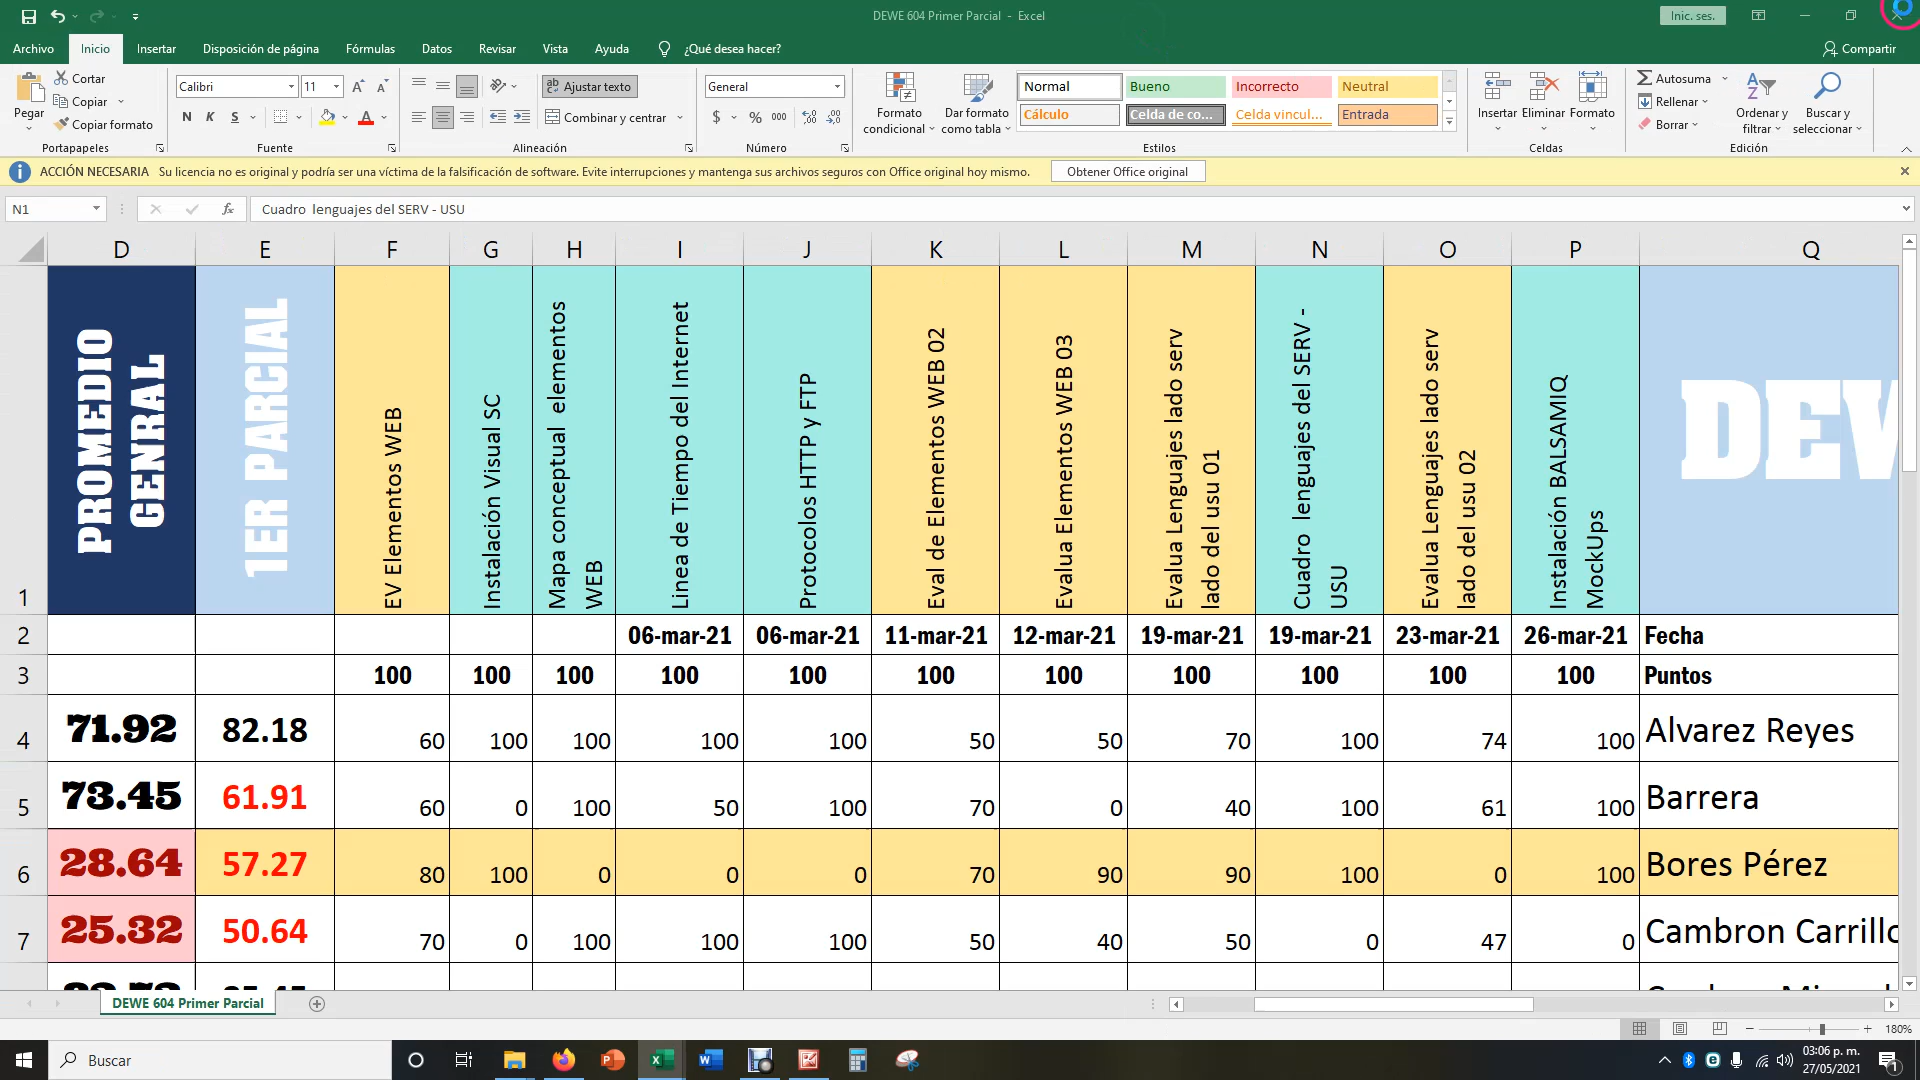 DEWE 604 Primer Parcial - Excel
Inic. ses.
Archivo Inicio Insertar Disposición de página Fórmulas Datos Revisar Vista Ayuda ¿Qué desea hacer? Compartir
Pegar
Cortar
Copiar
Copiar formato
Portapapeles
Calibri 11
N K S
Fuente
Ajustar texto
Combinar y centrar
Alineación
General
$ % 000
Número
Formato condicional
Dar formato como tabla
Normal Bueno Incorrecto Neutral
Cálculo Celda de co... Celda vincul... Entrada
Estilos
Insertar Eliminar Formato
Celdas
Autosuma
Rellenar
Borrar
Ordenar y filtrar
Buscar y seleccionar
Edición
ACCIÓN NECESARIA Su licencia no es original y podría ser una víctima de la falsificación de software. Evite interrupciones y mantenga sus archivos seguros con Office original hoy mismo. Obtener Office original
N1 fx Cuadro lenguajes del SERV - USU
D E F G H I J K L M N O P Q
1
PROMEDIO GENRAL
1ER PARCIAL
EV Elementos WEB
Instalación Visual SC
Mapa conceptual elementos WEB
Linea de Tiempo del Internet
Protocolos HTTP y FTP
Eval de Elementos WEB 02
Evalua Elementos WEB 03
Evalua Lenguajes lado serv lado del usu 01
Cuadro lenguajes del SERV - USU
Evalua Lenguajes lado serv lado del usu 02
Instalación BALSAMIQ MockUps
DEW
2 06-mar-21 06-mar-21 11-mar-21 12-mar-21 19-mar-21 19-mar-21 23-mar-21 26-mar-21 Fecha
3 100 100 100 100 100 100 100 100 100 100 100 Puntos
4 71.92 82.18 60 100 100 100 100 50 50 70 100 74 100 Alvarez Reyes
5 73.45 61.91 60 0 100 50 100 70 0 40 100 61 100 Barrera
6 28.64 57.27 80 100 0 0 0 70 90 90 100 0 100 Bores Pérez
7 25.32 50.64 70 0 100 100 100 50 40 50 0 47 0 Cambron Carrillo
DEWE 604 Primer Parcial
180%
Buscar
03:06 p. m.
27/05/2021
1